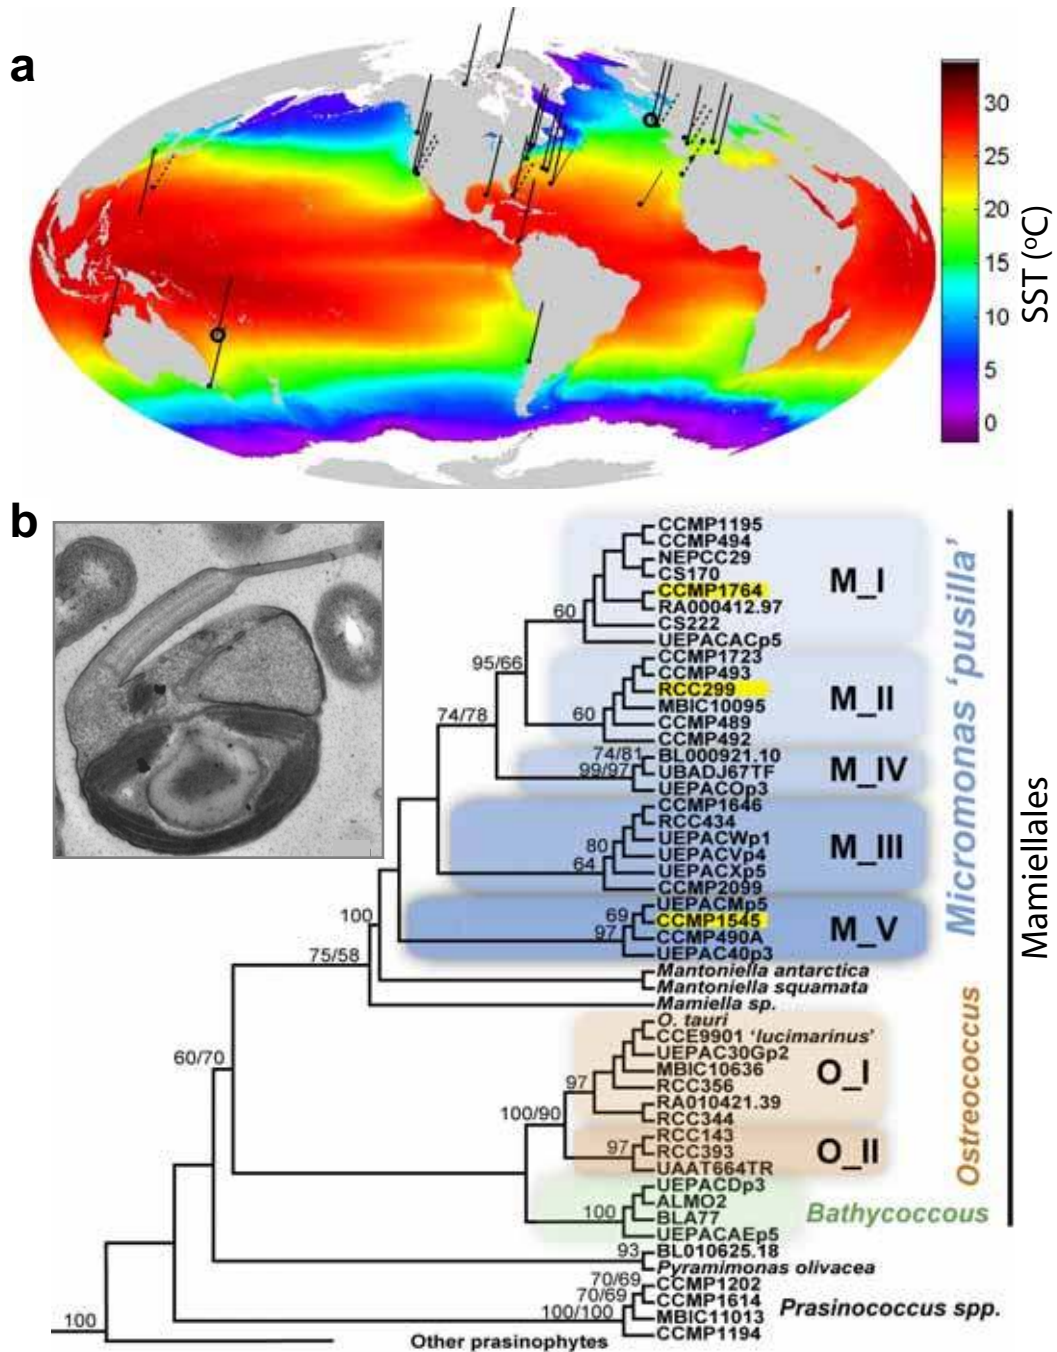 a
30
25
20
15
10
5
0
SST (°C)
b
CCMP1195
CCMP494
NEPCC29
CS170
CCMP1764
RA000412.97
CS222
UEPACACp5
60
M_I
95/66
CCMP1723
CCMP493
RCC299
MBIC10095
CCMP489
CCMP492
60
M_II
74/78
74/81
BL000921.10
99/97
UBADJ67TF
UEPACOp3
M_IV
CCMP1646
RCC434
UEPACWp1
80
UEPACVp4
64
UEPACXp5
CCMP2099
M_III
UEPACMp5
69
CCMP1545
97
CCMP490A
UEPAC40p3
M_V
Micromonas ‘pusilla’
Mamiellales
100
75/58
Mantoniella antarctica
Mantoniella squamata
Mamiella sp.
60/70
O. tauri
CCE9901 ‘lucimarinus’
UEPAC30Gp2
MBIC10636
97
RCC356
RA010421.39
RCC344
O_I
100/90
RCC143
97
RCC393
UAAT664TR
O_II
Ostreococcus
UEPACDp3
ALMO2
100
BLA77
UEPACAEp5
Bathycoccous
93
BL010625.18
Pyramimonas olivacea
70/69
CCMP1202
70/69
CCMP1614
100/100
MBIC11013
CCMP1194
Prasinococcus spp.
100
Other prasinophytes